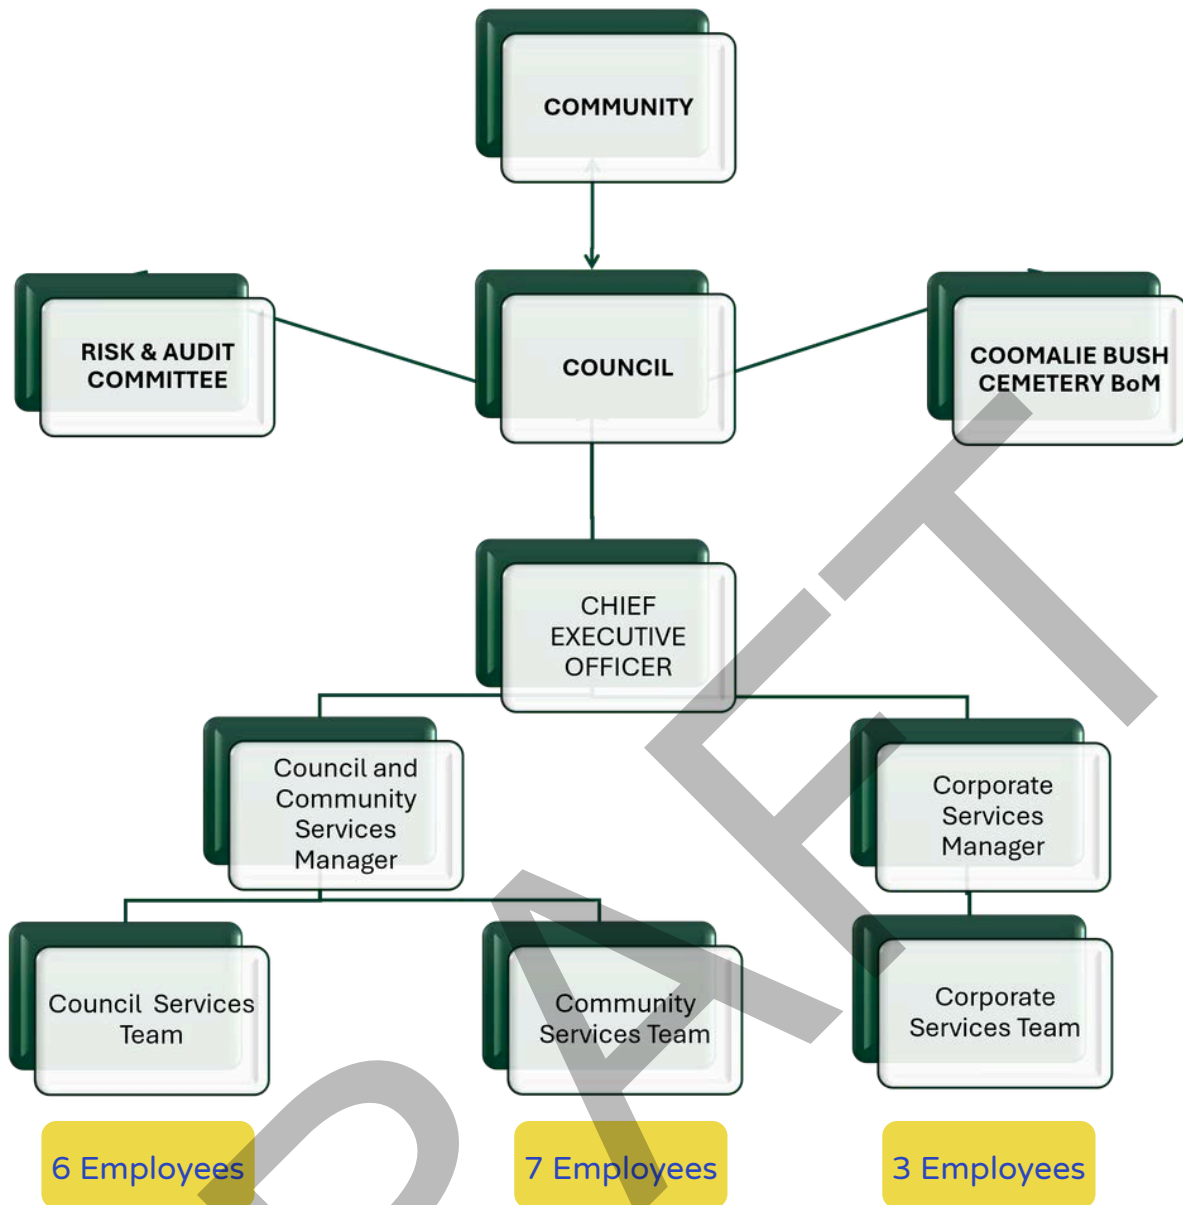 COMMUNITY
RISK & AUDIT
COMMITTEE
COUNCIL
COOMALIE BUSH
CEMETERY BoM
CHIEF
EXECUTIVE
OFFICER
Council and
Community
Services
Manager
Corporate
Services
Manager
Council Services
Team
Community
Services Team
Corporate
Services Team
6 Employees
7 Employees
3 Employees
DRAFT